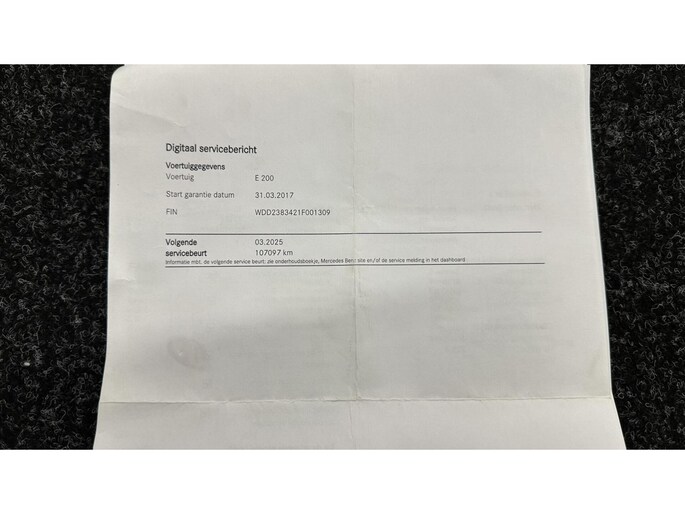 Digitaal servicebericht
Voertuiggegevens
Voertuig E 200
Start garantie datum 31.03.2017
FIN WDD2383421F001309
Volgende 03.2025
servicebeurt 107097 km
Informatie mbt. de volgende service beurt: zie onderhoudsboekje, Mercedes Benz site en/of de service melding in het dashboard